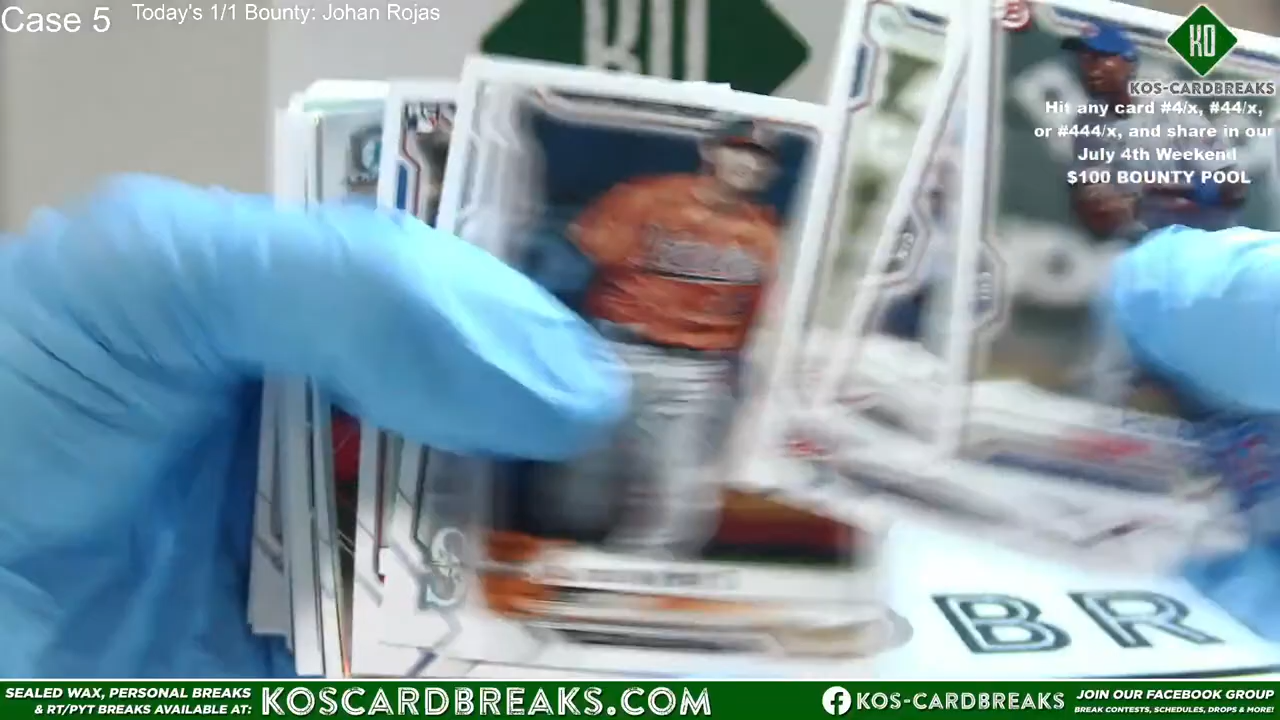 Case 5
Today's 1/1 Bounty: Johan Rojas
KO
KOS-CARDBREAKS
Hit any card #4/x, #44/x,
or #444/x, and share in our
July 4th Weekend
$100 BOUNTY POOL
BR
SEALED WAX, PERSONAL BREAKS
& RT/PYT BREAKS AVAILABLE AT:
KOSCARDBREAKS.COM
KOS-CARDBREAKS
JOIN OUR FACEBOOK GROUP
BREAK CONTESTS, SCHEDULES, DROPS & MORE!